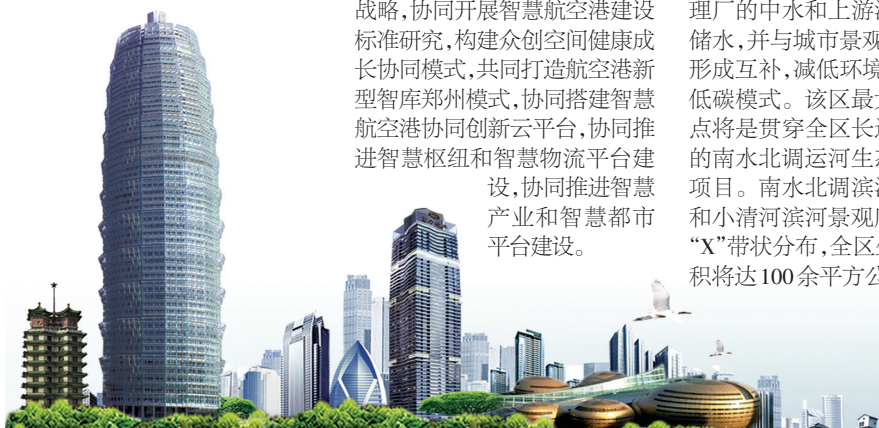 战略,协同开展智慧航空港建设
标准研究,构建众创空间健康成
长协同模式,共同打造航空港新
型智库郑州模式,协同搭建智慧
航空港协同创新云平台,协同推
进智慧枢纽和智慧物流平台建
设,协同推进智慧
产业和智慧都市
平台建设。
理厂的中水和上游
储水,并与城市景观
形成互补,减低环境
低碳模式。该区最
点将是贯穿全区长
的南水北调运河生
项目。南水北调滨
和小清河滨河景观
“X”带状分布,全区
积将达100余平方公